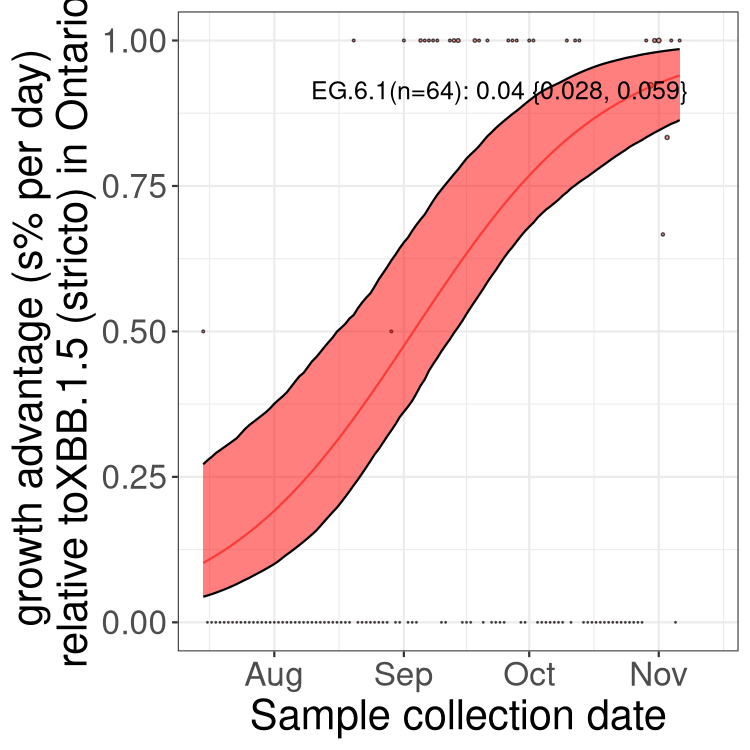 growth advantage (s% per day)
relative toXBB.1.5 (stricto) in Ontario
1.00
0.75
0.50
0.25
0.00
EG.6.1(n=64): 0.04 {0.028, 0.059}
Aug
Sep
Oct
Nov
Sample collection date